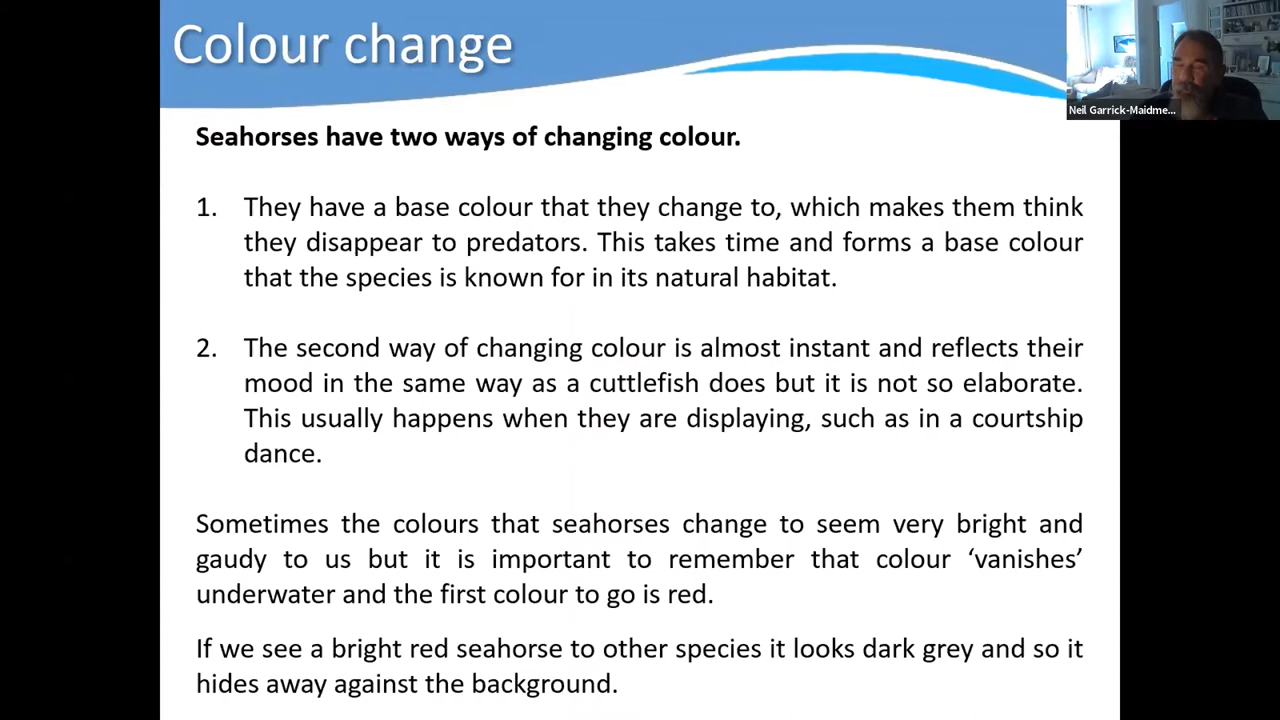 Colour change
Neil Garrick-Maidme...
Seahorses have two ways of changing colour.
1. They have a base colour that they change to, which makes them think
they disappear to predators. This takes time and forms a base colour
that the species is known for in its natural habitat.
2. The second way of changing colour is almost instant and reflects their
mood in the same way as a cuttlefish does but it is not so elaborate.
This usually happens when they are displaying, such as in a courtship
dance.
Sometimes the colours that seahorses change to seem very bright and
gaudy to us but it is important to remember that colour ‘vanishes’
underwater and the first colour to go is red.
If we see a bright red seahorse to other species it looks dark grey and so it
hides away against the background.